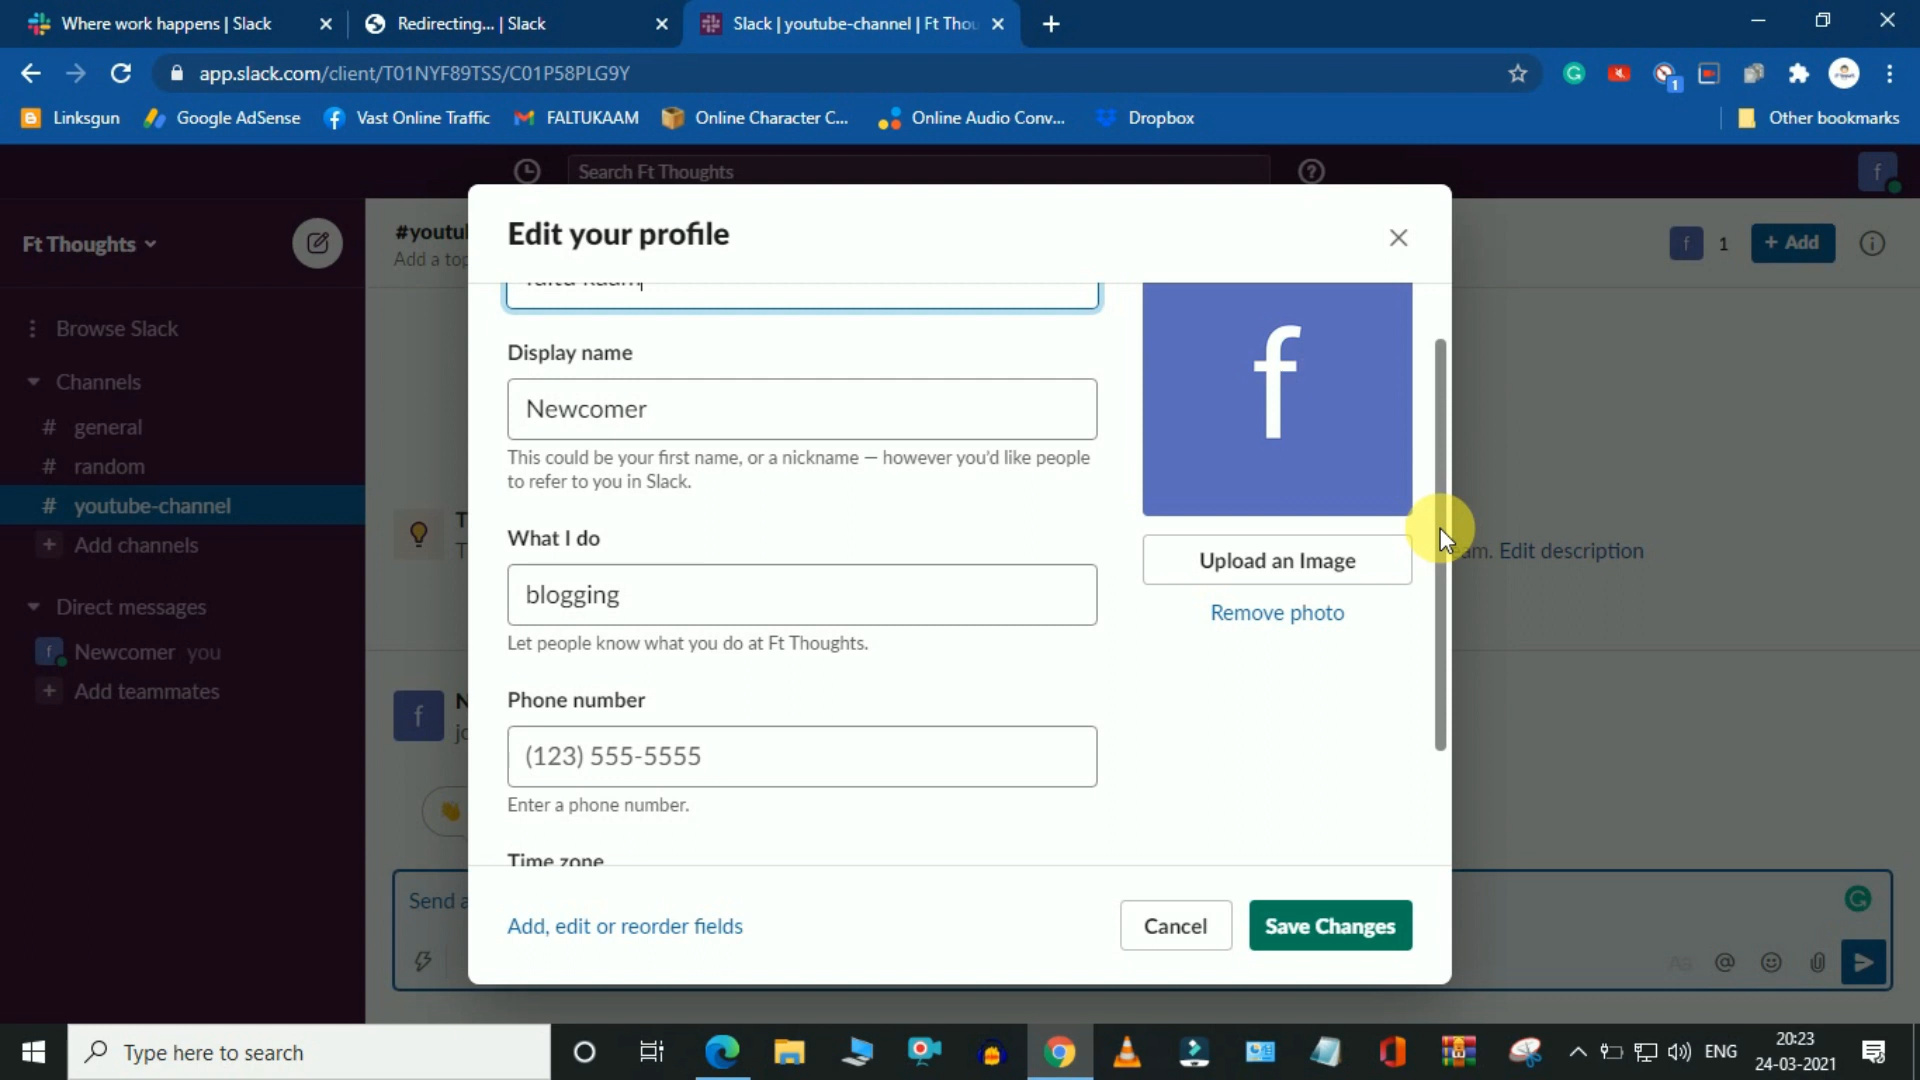 Where work happens | Slack
Redirecting... | Slack
Slack | youtube-channel | Ft Thou
app.slack.com/client/T01NYF89TSS/C01P58PLG9Y
1
Linksgun
Google AdSense
Vast Online Traffic
FALTUKAAM
Online Character C...
Online Audio Conv...
Dropbox
Other bookmarks
Search Ft Thoughts
f
Ft Thoughts
#youtu
Add a top
f 1 + Add
Edit your profile
Browse Slack
Channels
# general
# random
# youtube-channel
+ Add channels
Direct messages
f Newcomer you
+ Add teammates
Display name
Newcomer
This could be your first name, or a nickname — however you'd like people
to refer to you in Slack.
What I do
blogging
Let people know what you do at Ft Thoughts.
Phone number
(123) 555-5555
Enter a phone number.
Time zone
f
Upload an Image
Remove photo
Edit description
f
Send a
Add, edit or reorder fields
Cancel
Save Changes
Type here to search
ENG
20:23
24-03-2021